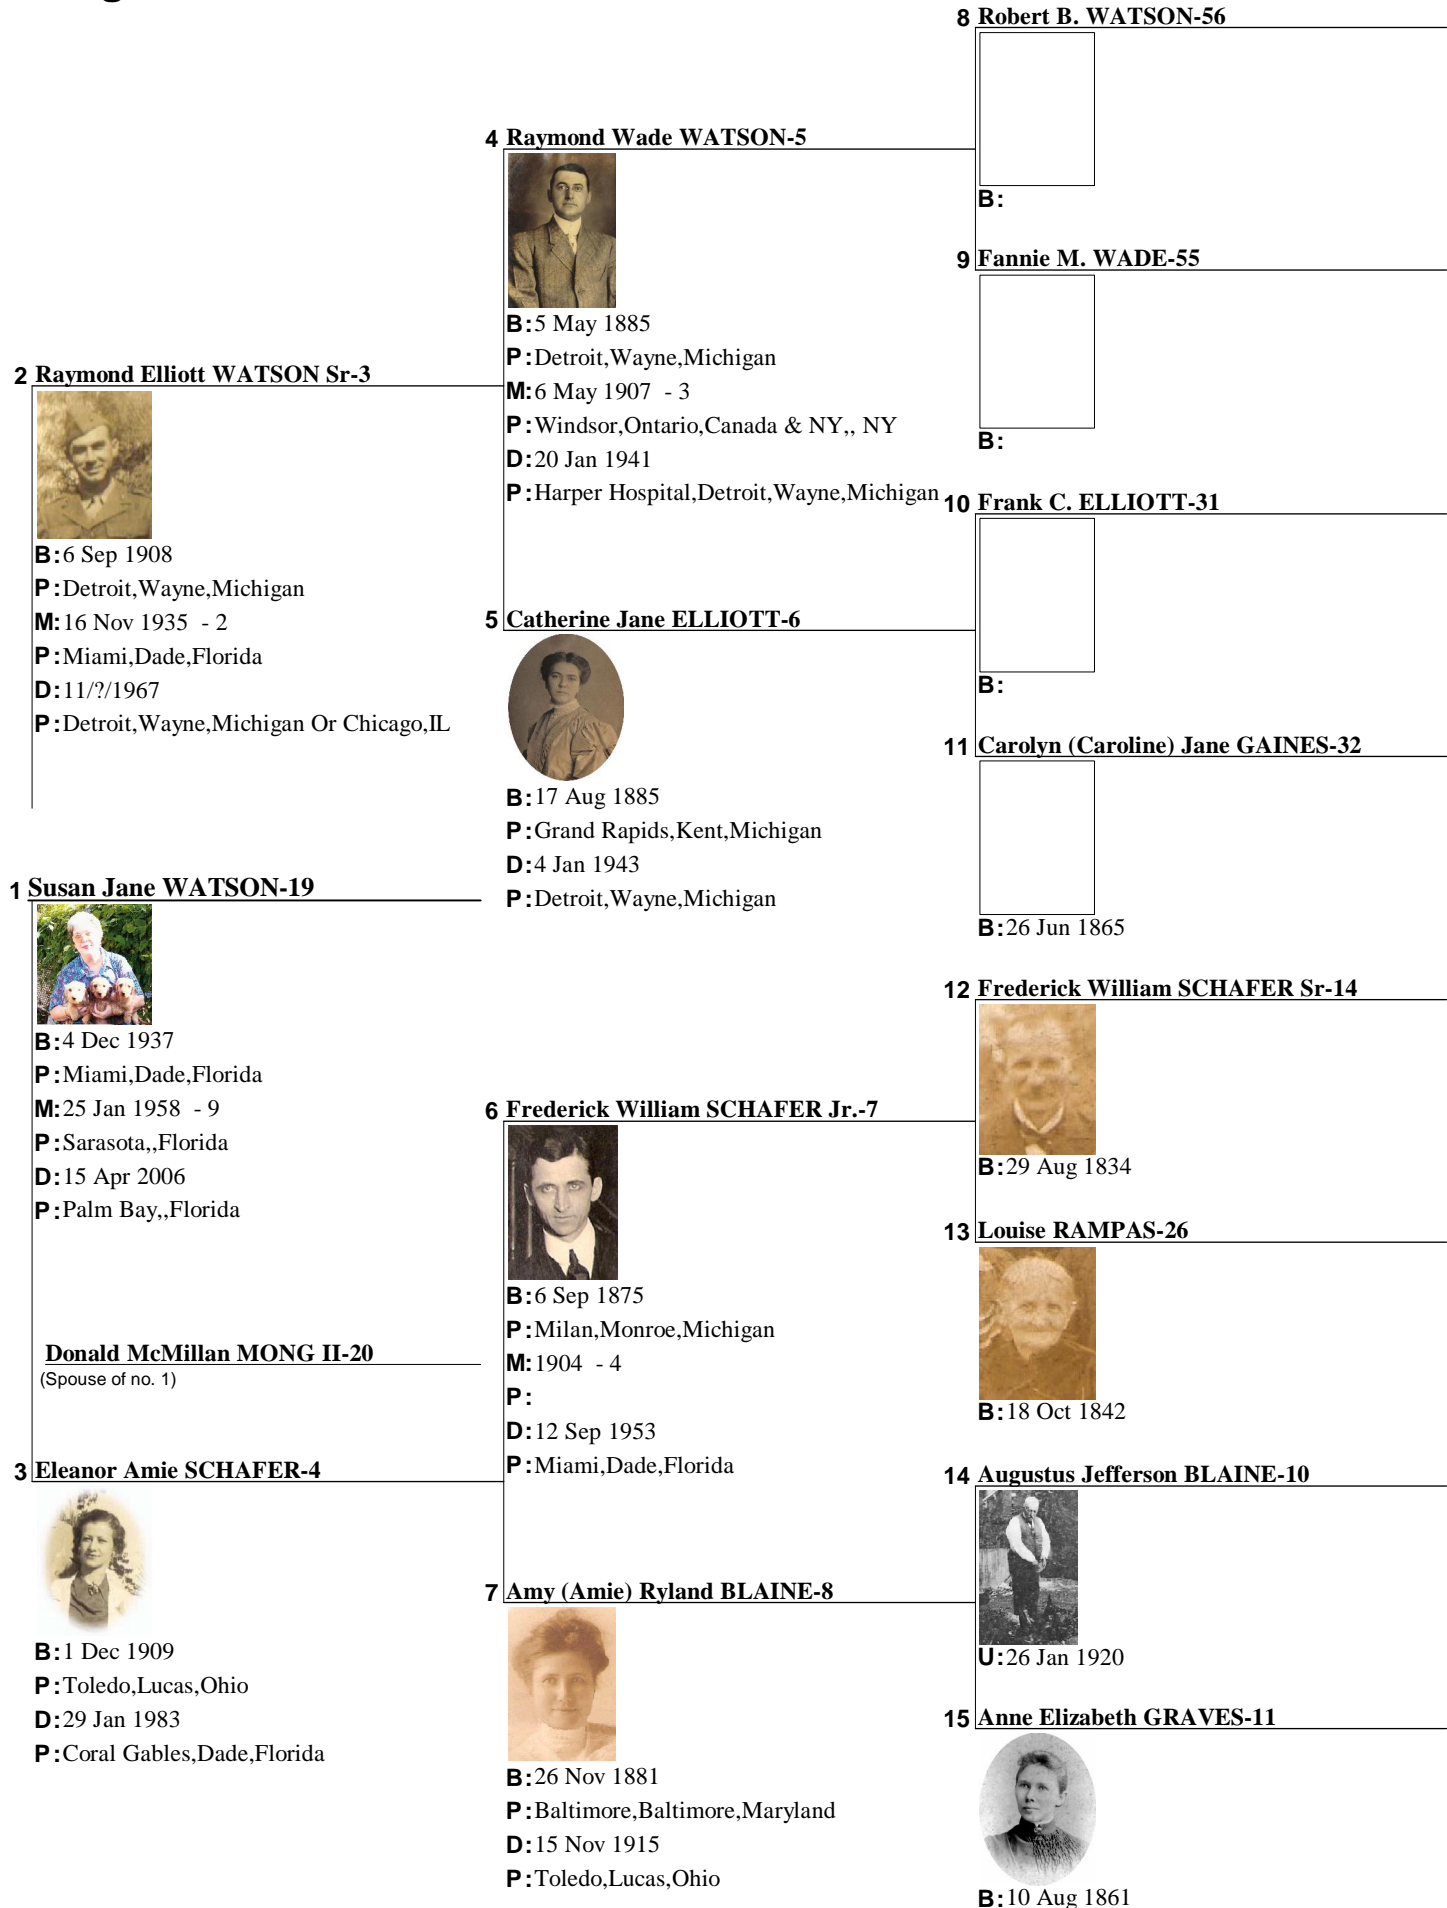 8 Robert B. WATSON-56
B:
4 Raymond Wade WATSON-5
B:5 May 1885
P:Detroit,Wayne,Michigan
M:6 May 1907 - 3
P:Windsor,Ontario,Canada & NY,, NY
D:20 Jan 1941
P:Harper Hospital,Detroit,Wayne,Michigan
9 Fannie M. WADE-55
B:
2 Raymond Elliott WATSON Sr-3
B:6 Sep 1908
P:Detroit,Wayne,Michigan
M:16 Nov 1935 - 2
P:Miami,Dade,Florida
D:11/?/1967
P:Detroit,Wayne,Michigan Or Chicago,IL
10 Frank C. ELLIOTT-31
B:
5 Catherine Jane ELLIOTT-6
B:17 Aug 1885
P:Grand Rapids,Kent,Michigan
D:4 Jan 1943
P:Detroit,Wayne,Michigan
11 Carolyn (Caroline) Jane GAINES-32
B:26 Jun 1865
1 Susan Jane WATSON-19
B:4 Dec 1937
P:Miami,Dade,Florida
M:25 Jan 1958 - 9
P:Sarasota,,Florida
D:15 Apr 2006
P:Palm Bay,,Florida
12 Frederick William SCHAFER Sr-14
B:29 Aug 1834
6 Frederick William SCHAFER Jr.-7
B:6 Sep 1875
P:Milan,Monroe,Michigan
M:1904 - 4
P:
D:12 Sep 1953
P:Miami,Dade,Florida
13 Louise RAMPAS-26
B:18 Oct 1842
Donald McMillan MONG II-20
(Spouse of no. 1)
3 Eleanor Amie SCHAFER-4
B:1 Dec 1909
P:Toledo,Lucas,Ohio
D:29 Jan 1983
P:Coral Gables,Dade,Florida
14 Augustus Jefferson BLAINE-10
U:26 Jan 1920
7 Amy (Amie) Ryland BLAINE-8
B:26 Nov 1881
P:Baltimore,Baltimore,Maryland
D:15 Nov 1915
P:Toledo,Lucas,Ohio
15 Anne Elizabeth GRAVES-11
B:10 Aug 1861